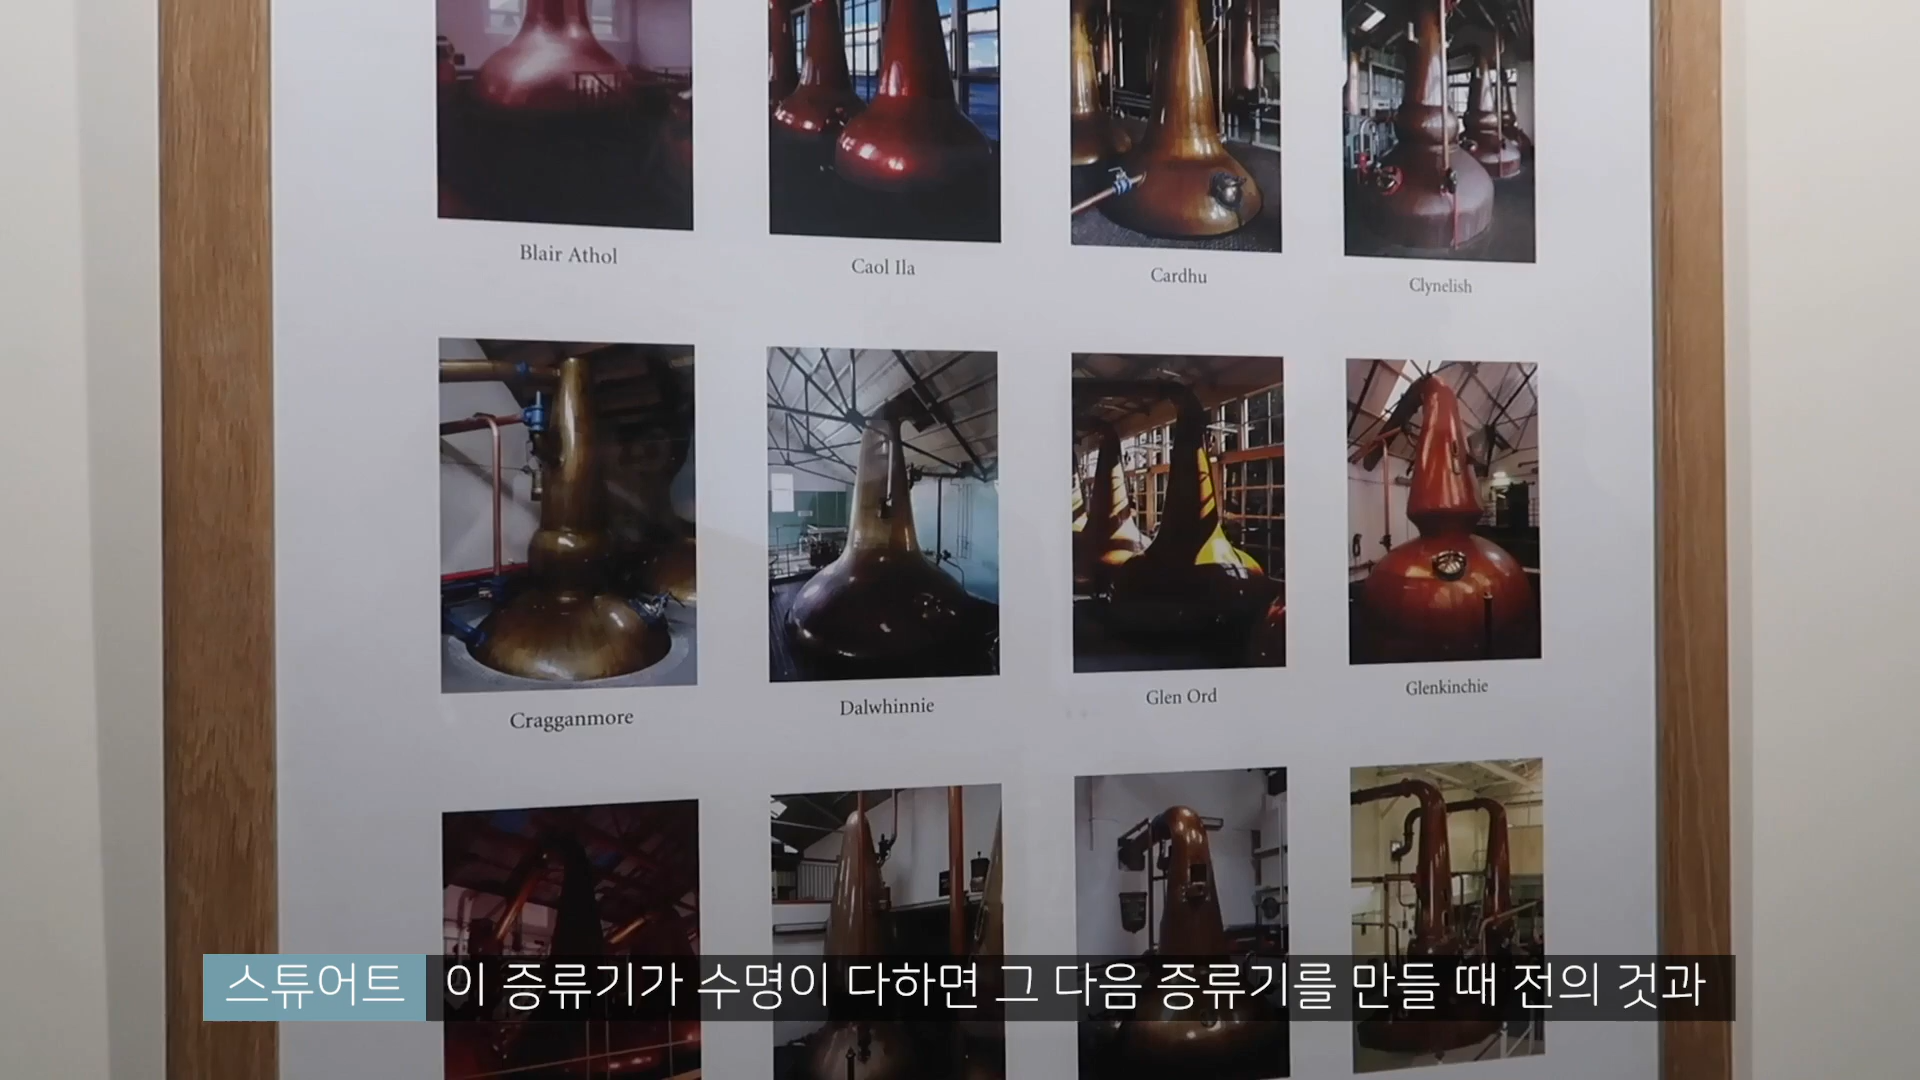 Blair Athol
Caol Ila
Cardhu
Clynelish
Cragganmore
Dalwhinnie
Glen Ord
Glenkinchie
스튜어트 이 증류기가 수명이 다하면 그 다음 증류기를 만들 때 전의 것과